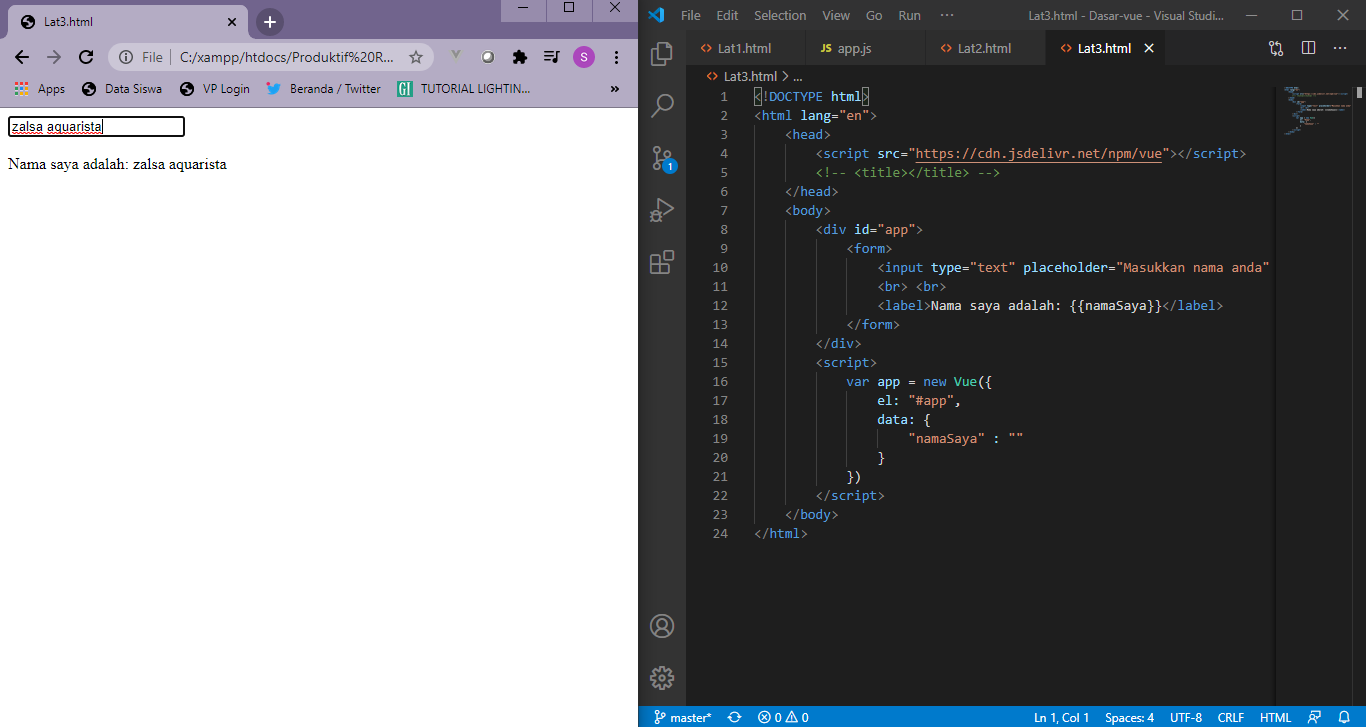 Lat3.html
File C:/xampp/htdocs/Produktif%20R... S
Apps Data Siswa VP Login Beranda / Twitter GI TUTORIAL LIGHTIN... »
zalsa aquarista
Nama saya adalah: zalsa aquarista
File Edit Selection View Go Run ··· Lat3.html - Dasar-vue - Visual Studi...
<> Lat1.html JS app.js <> Lat2.html <> Lat3.html
<> Lat3.html > ...
1 <!DOCTYPE html>
2 <html lang="en">
3 <head>
4 <script src="https://cdn.jsdelivr.net/npm/vue"></script>
5 <!-- <title></title> -->
6 </head>
7 <body>
8 <div id="app">
9 <form>
10 <input type="text" placeholder="Masukkan nama anda"
11 <br> <br>
12 <label>Nama saya adalah: {{namaSaya}}</label>
13 </form>
14 </div>
15 <script>
16 var app = new Vue({
17 el: "#app",
18 data: {
19 "namaSaya" : ""
20 }
21 })
22 </script>
23 </body>
24 </html>
1
master* 0 0 Ln 1, Col 1 Spaces: 4 UTF-8 CRLF HTML